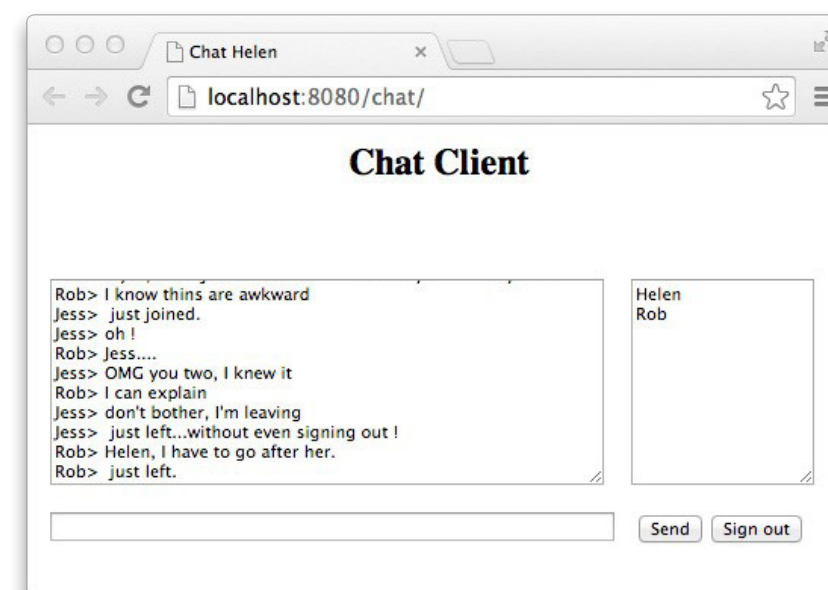 Chat Helen
localhost:8080/chat/
Chat Client
Rob> I know thins are awkward
Jess>  just joined.
Jess> oh !
Rob> Jess....
Jess> OMG you two, I knew it
Rob> I can explain
Jess> don't bother, I'm leaving
Jess>  just left...without even signing out !
Rob> Helen, I have to go after her.
Rob>  just left.
Helen
Rob
Send
Sign out